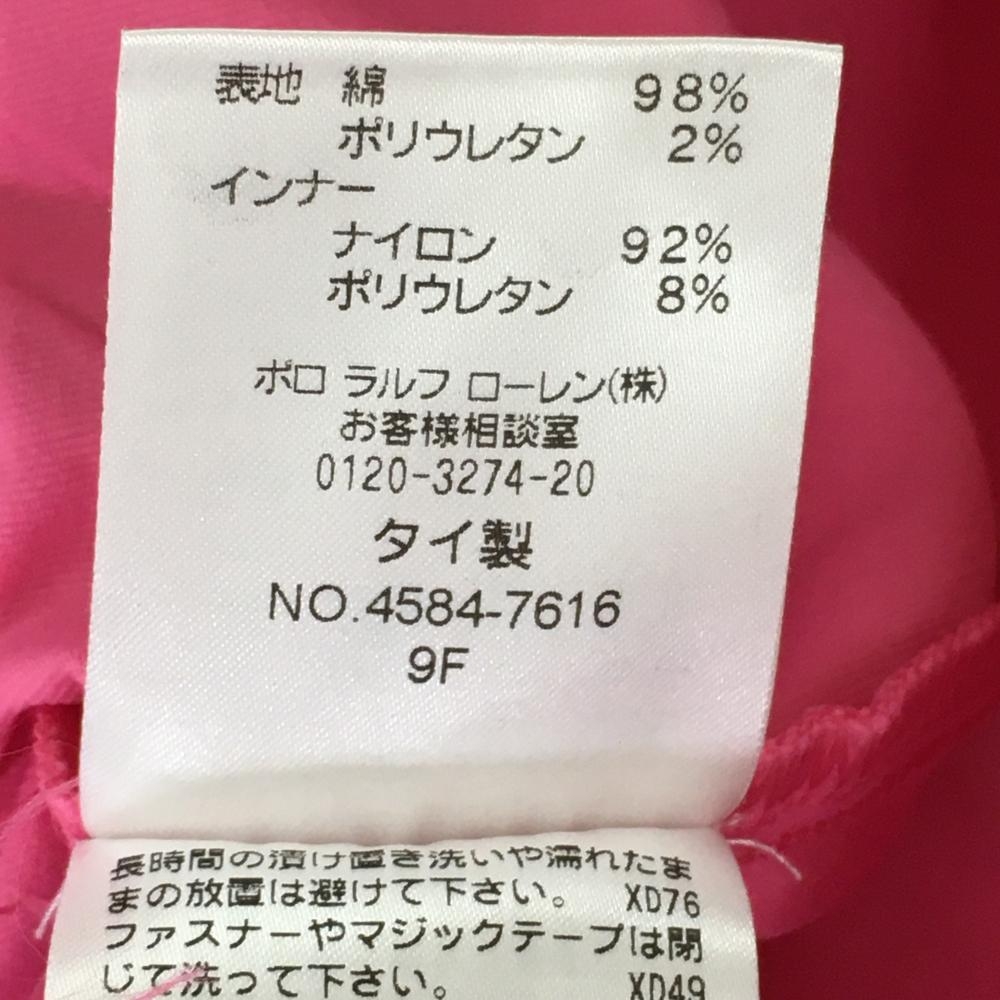 表地 綿 98%
ポリウレタン 2%
インナー
ナイロン 92%
ポリウレタン 8%
ポロ ラルフ ローレン(株)
お客様相談室
0120-3274-20
タイ製
NO.4584-7616
9F
長時間の漬け置き洗いや濡れたま
まの放置は避けて下さい。 XD76
ファスナーやマジックテープは閉
じて洗って下さい。 XD49